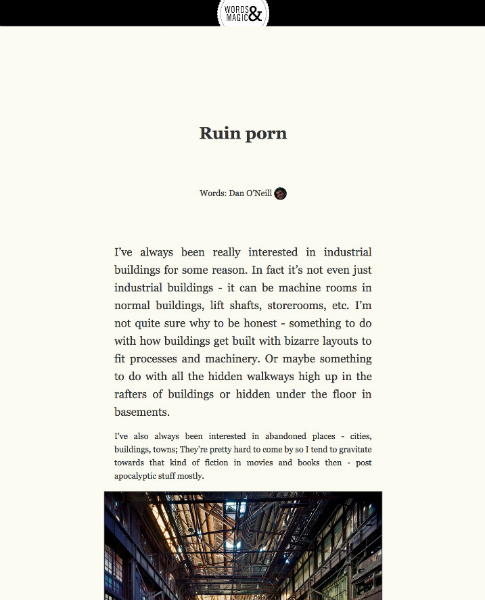 WORDS
MAGIC&
Ruin porn
Words: Dan O'Neill
I've always been really interested in industrial
buildings for some reason. In fact it's not even just
industrial buildings - it can be machine rooms in
normal buildings, lift shafts, storerooms, etc. I'm
not quite sure why to be honest - something to do
with how buildings get built with bizarre layouts to
fit processes and machinery. Or maybe something
to do with all the hidden walkways high up in the
rafters of buildings or hidden under the floor in
basements.
I've also always been interested in abandoned places - cities,
buildings, towns; They're pretty hard to come by so I tend to gravitate
towards that kind of fiction in movies and books then - post
apocalyptic stuff mostly.